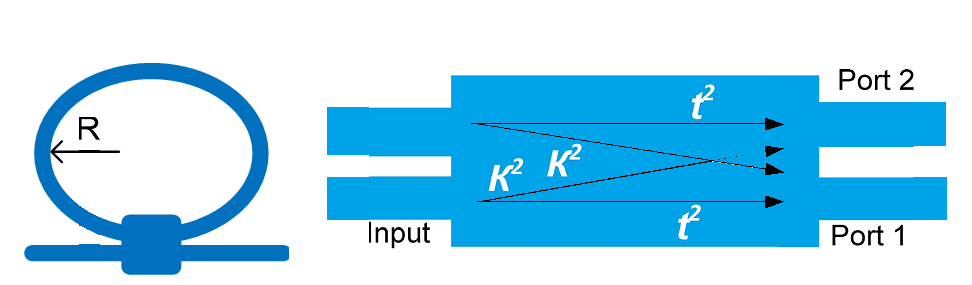 R
Port 2
t²
K² K²
t²
Input
Port 1